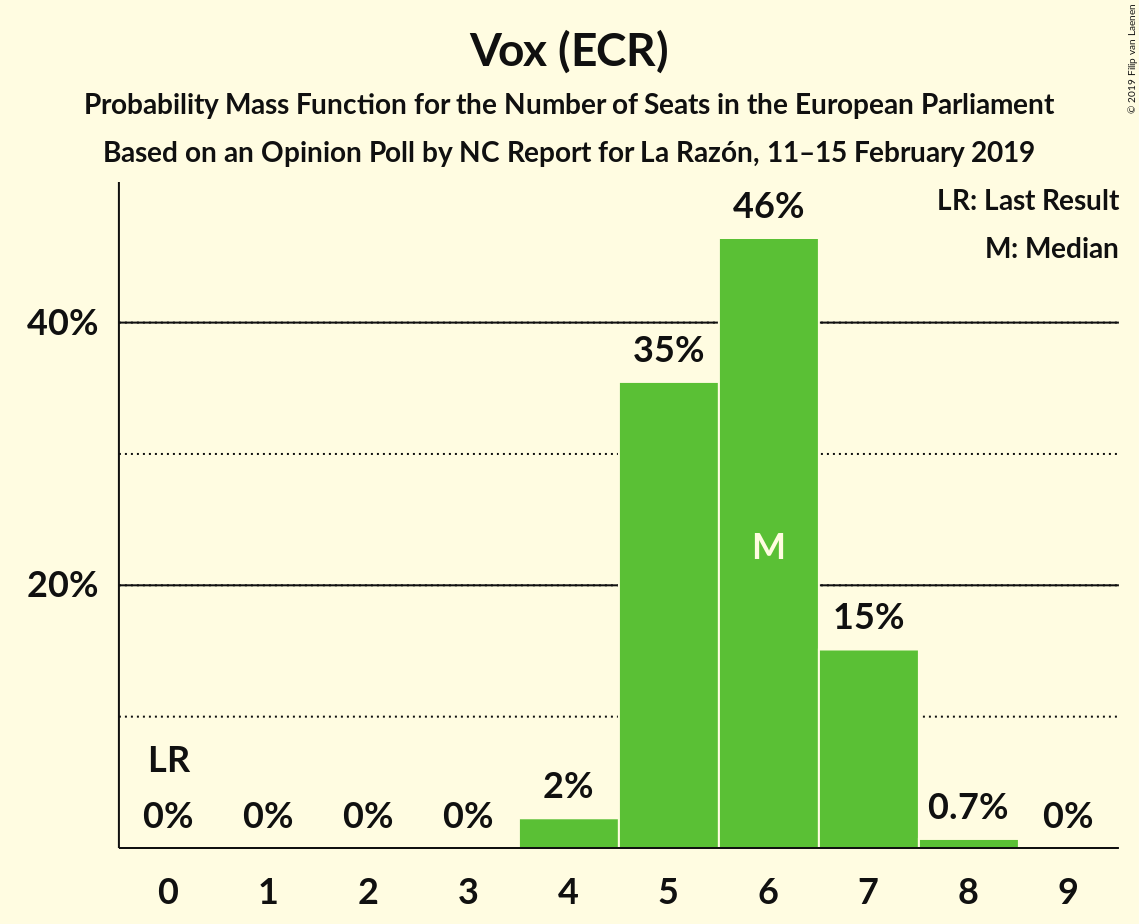 Vox (ECR)
Probability Mass Function for the Number of Seats in the European Parliament
Based on an Opinion Poll by NC Report for La Razón, 11–15 February 2019
© 2019 Filip van Laenen
LR: Last Result
M: Median
46%
40%
35%
M
20%
15%
LR
2%
0.7%
0% 0% 0% 0% 0%
0 1 2 3 4 5 6 7 8 9